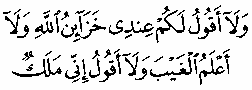 وَلَآ أَقُولُ لَكُمْ عِندِى خَزَآئِنُ ٱللَّهِ وَلَآ
أَعْلَمُ ٱلْغَيْبَ وَلَآ أَقُولُ إِنِّى مَلَكٌ